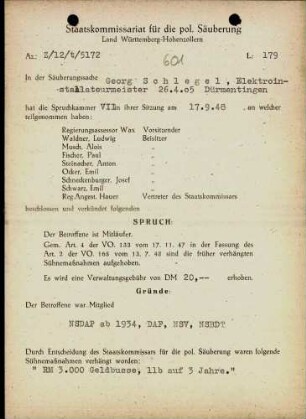 Staatskommissariat für die pol. Säuberung
Land Württemberg-Hohenzollern
Az.: Z/12/t/5172
601
L: 179
In der Säuberungssache Georg Schlegel, Elektroin-
stallateurmeister 26.4.05 Dürmentingen
hat die Spruchkammer VII in ihrer Sitzung am 17.9.48 , an welcher
teilgenommen haben:
Regierungsassessor Wax Vorsitzender
Waldner, Ludwig Beisitzer
Mosch, Alois
Fischer, Paul
Steinacher, Anton
Osker, Emil
Schnedenburger, Josef
Schwarz, Emil
Reg.Angest. Hauer Vertreter des Staatskommissars
beschlossen und verkündet folgenden
SPRUCH:
Der Betroffene ist Mitläufer.
Gem. Art. 4 der VO. 133 vom 17. 11. 47 in der Fassung des
Art. 2 der VO. 166 vom 13. 7. 48 sind die früher verhängten
Sühnemaßnahmen aufgehoben.
Es wird eine Verwaltungsgebühr von DM 20,-- erhoben.
Gründe:
Der Betroffene war Mitglied
NSDAP ab 1934, DAF, NSV, NSBDT
Durch Entscheidung des Staatskommissars für die pol. Säuberung waren folgende
Sühnemaßnahmen verhängt worden:
" RM 3.000 Geldbusse, 11b auf 3 Jahre."